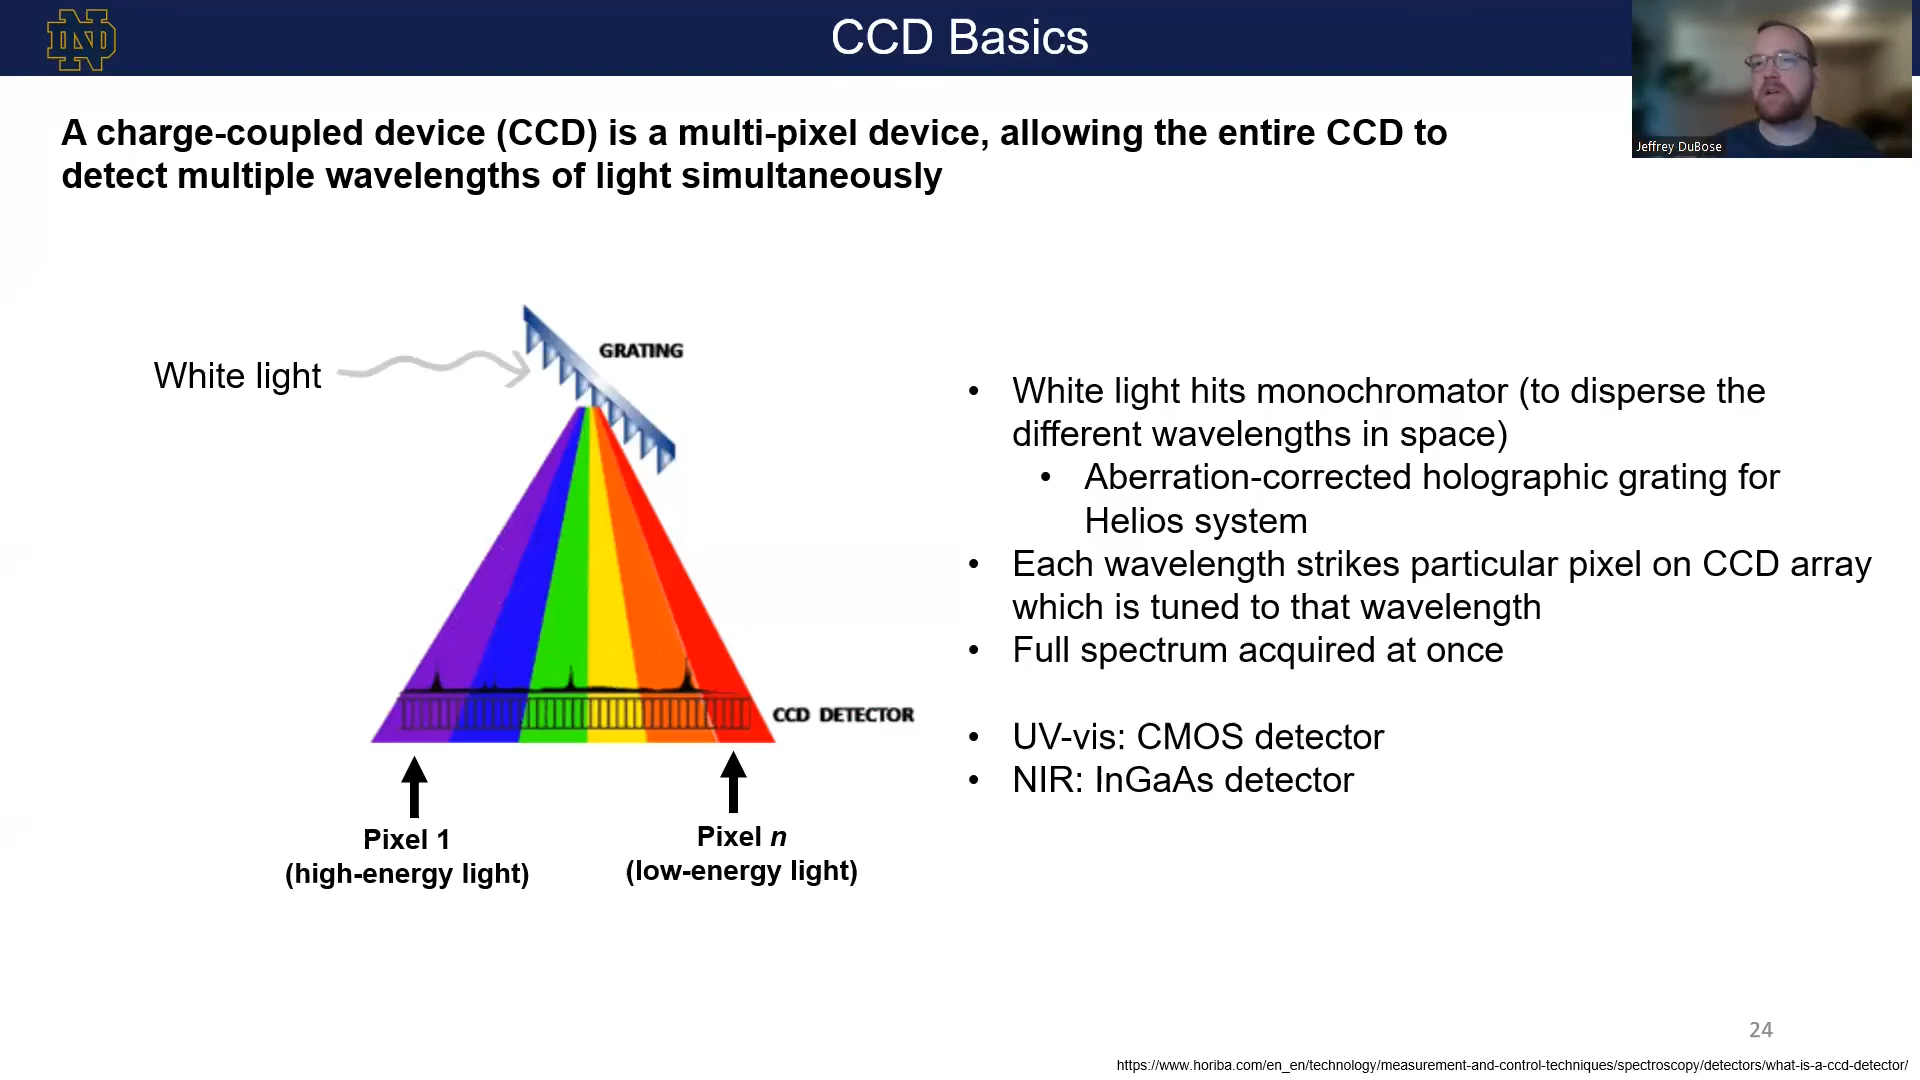 CCD Basics
Jeffrey DuBose
A charge-coupled device (CCD) is a multi-pixel device, allowing the entire CCD to
detect multiple wavelengths of light simultaneously
White light
GRATING
CCD DETECTOR
Pixel 1
(high-energy light)
Pixel n
(low-energy light)
• White light hits monochromator (to disperse the
different wavelengths in space)
• Aberration-corrected holographic grating for
Helios system
• Each wavelength strikes particular pixel on CCD array
which is tuned to that wavelength
• Full spectrum acquired at once
• UV-vis: CMOS detector
• NIR: InGaAs detector
24
https://www.horiba.com/en_en/technology/measurement-and-control-techniques/spectroscopy/detectors/what-is-a-ccd-detector/